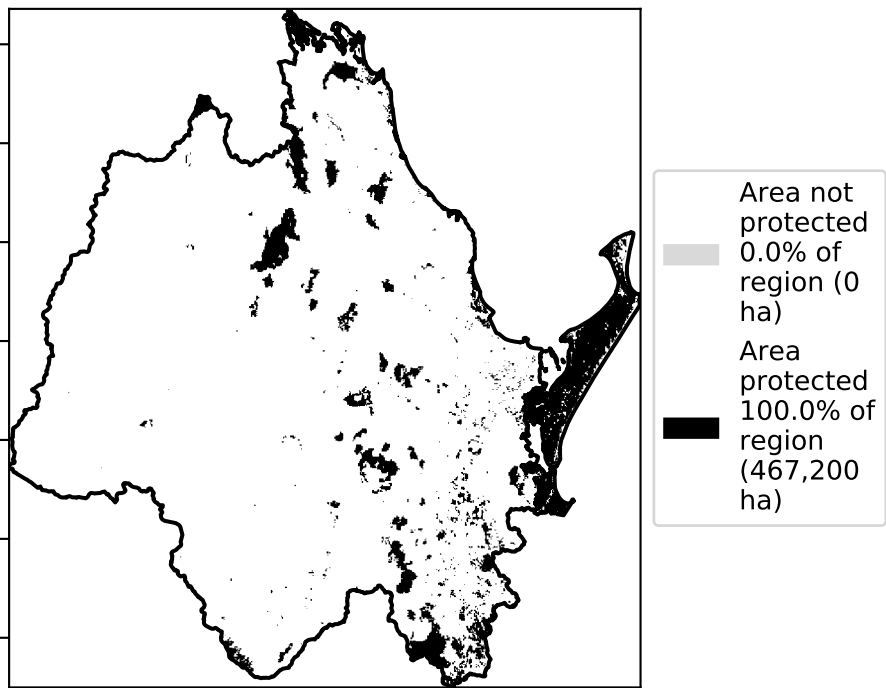 Area not
protected
0.0% of
region (0
ha)
Area
protected
100.0% of
region
(467,200
ha)